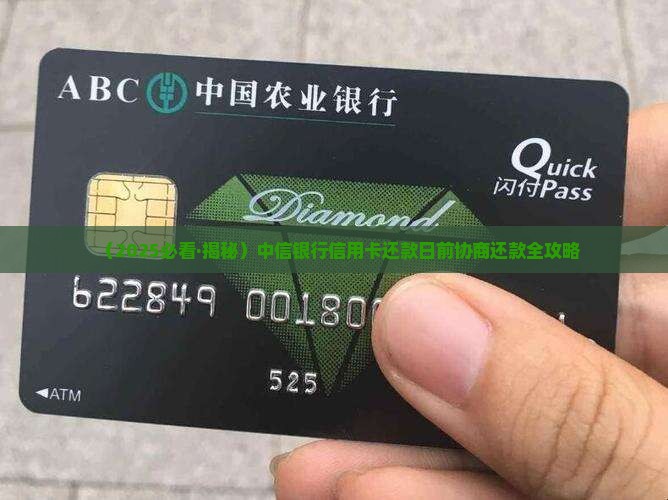 ABC 中国农业银行
Quick
闪付Pass
Diamond
（2025必看·揭秘）中信银行信用卡还款日前协商还款全攻略
622849 00180
525
◀ATM